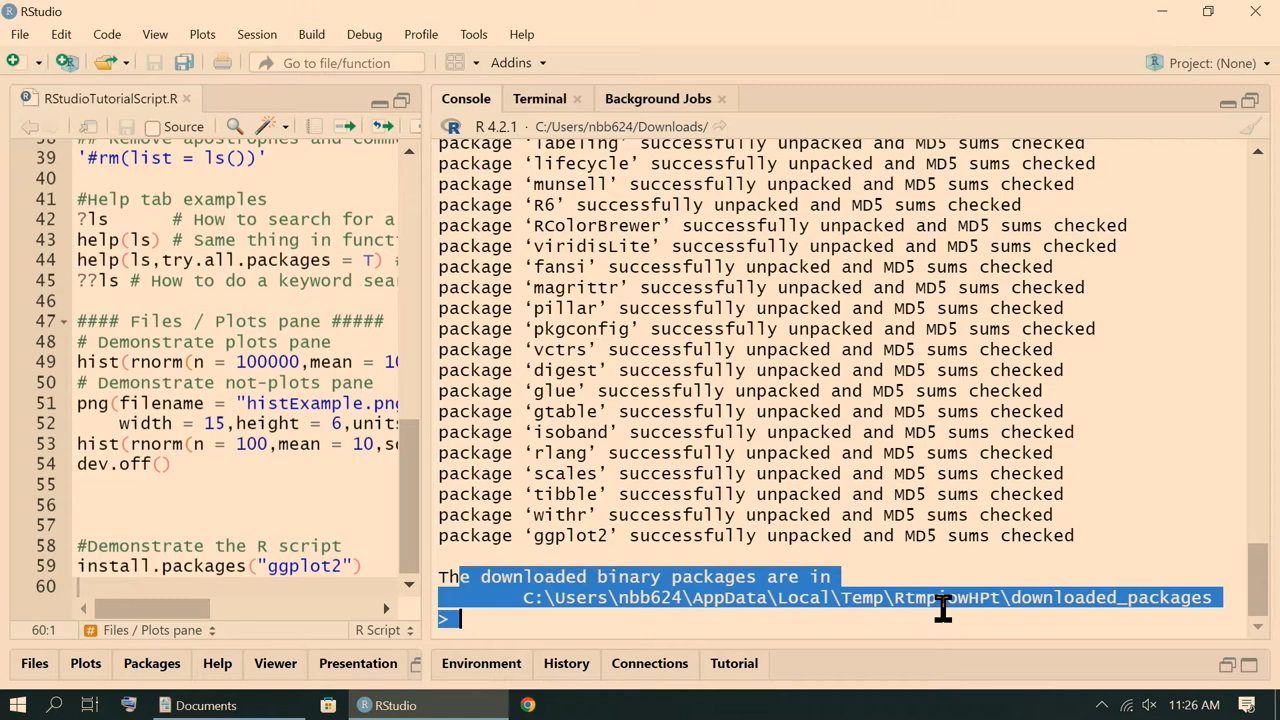 RStudio
File Edit Code View Plots Session Build Debug Profile Tools Help
Go to file/function Addins Project: (None)
RStudioTutorialScript.R
Source
39 '#rm(list = ls())'
40
41 #Help tab examples
42 ?ls # How to search for a
43 help(ls) # Same thing in funct
44 help(ls,try.all.packages = T) #
45 ??ls # How to do a keyword sea
46
47 #### Files / Plots pane #####
48 # Demonstrate plots pane
49 hist(rnorm(n = 100000,mean = 10
50 # Demonstrate not-plots pane
51 png(filename = "histExample.png
52 width = 15,height = 6,units
53 hist(rnorm(n = 100,mean = 10,sd
54 dev.off()
55
56
57
58 #Demonstrate the R script
59 install.packages("ggplot2")
60
60:1 # Files / Plots pane R Script
Console Terminal Background Jobs
R 4.2.1 · C:/Users/nbb624/Downloads/
package ‘labeling’ successfully unpacked and MD5 sums checked
package ‘lifecycle’ successfully unpacked and MD5 sums checked
package ‘munsell’ successfully unpacked and MD5 sums checked
package ‘R6’ successfully unpacked and MD5 sums checked
package ‘RColorBrewer’ successfully unpacked and MD5 sums checked
package ‘viridisLite’ successfully unpacked and MD5 sums checked
package ‘fansi’ successfully unpacked and MD5 sums checked
package ‘magrittr’ successfully unpacked and MD5 sums checked
package ‘pillar’ successfully unpacked and MD5 sums checked
package ‘pkgconfig’ successfully unpacked and MD5 sums checked
package ‘vctrs’ successfully unpacked and MD5 sums checked
package ‘digest’ successfully unpacked and MD5 sums checked
package ‘glue’ successfully unpacked and MD5 sums checked
package ‘gtable’ successfully unpacked and MD5 sums checked
package ‘isoband’ successfully unpacked and MD5 sums checked
package ‘rlang’ successfully unpacked and MD5 sums checked
package ‘scales’ successfully unpacked and MD5 sums checked
package ‘tibble’ successfully unpacked and MD5 sums checked
package ‘withr’ successfully unpacked and MD5 sums checked
package ‘ggplot2’ successfully unpacked and MD5 sums checked
The downloaded binary packages are in
>
Files Plots Packages Help Viewer Presentation
Environment History Connections Tutorial
Documents RStudio 11:26 AM